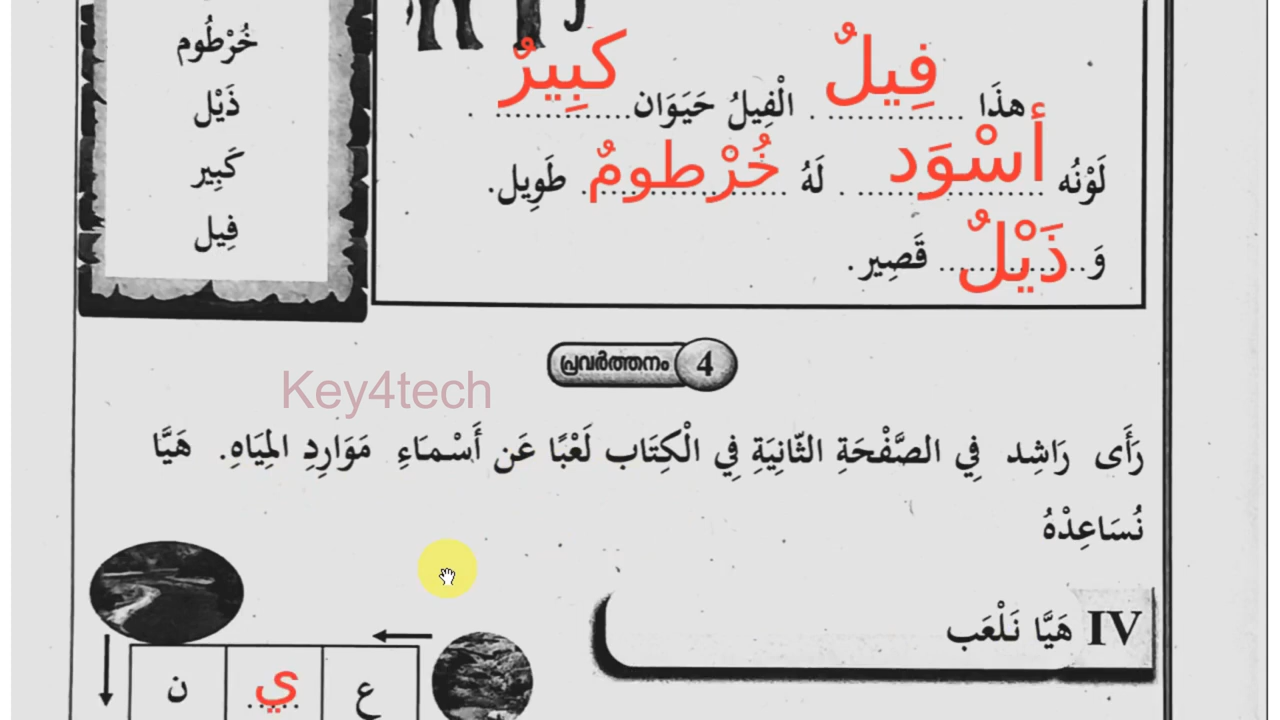 خُرْطُوم
ذَيْل
كَبِير
فِيل
هذَا فِيلٌ . الْفِيلُ حَيَوَان كَبِيرٌ .
لَوْنُه أسْوَد . لَهُ خُرْطومٌ طَوِيل.
وَ ذَيْلٌ قَصِير.
പ്രവർത്തനം 4
Key4tech
رَأَى رَاشِد فِي الصَّفْحَةِ الثَّانِيَةِ فِي الْكِتَاب لَعْبًا عَن أَسْمَاءِ مَوَارِدِ المِيَاهِ. هَيَّا
نُسَاعِدْهُ
IV هَيَّا نَلْعَب
ع ي ن